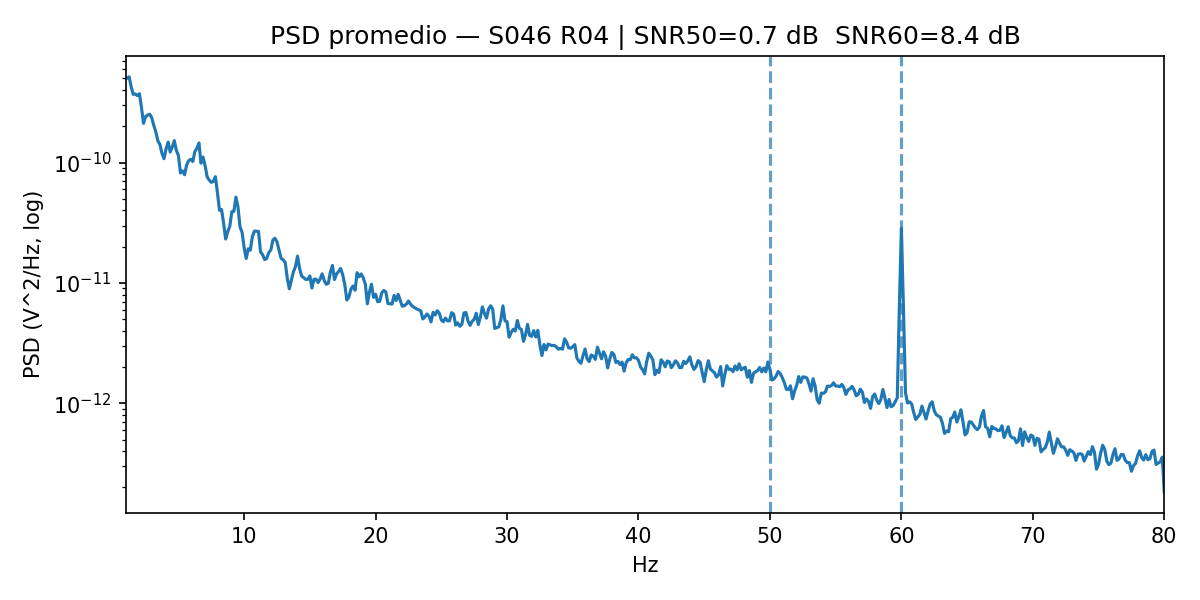 PSD promedio — S046 R04 | SNR50=0.7 dB  SNR60=8.4 dB
PSD (V^2/Hz, log)
10⁻¹⁰
10⁻¹¹
10⁻¹²
10 20 30 40 50 60 70 80
Hz